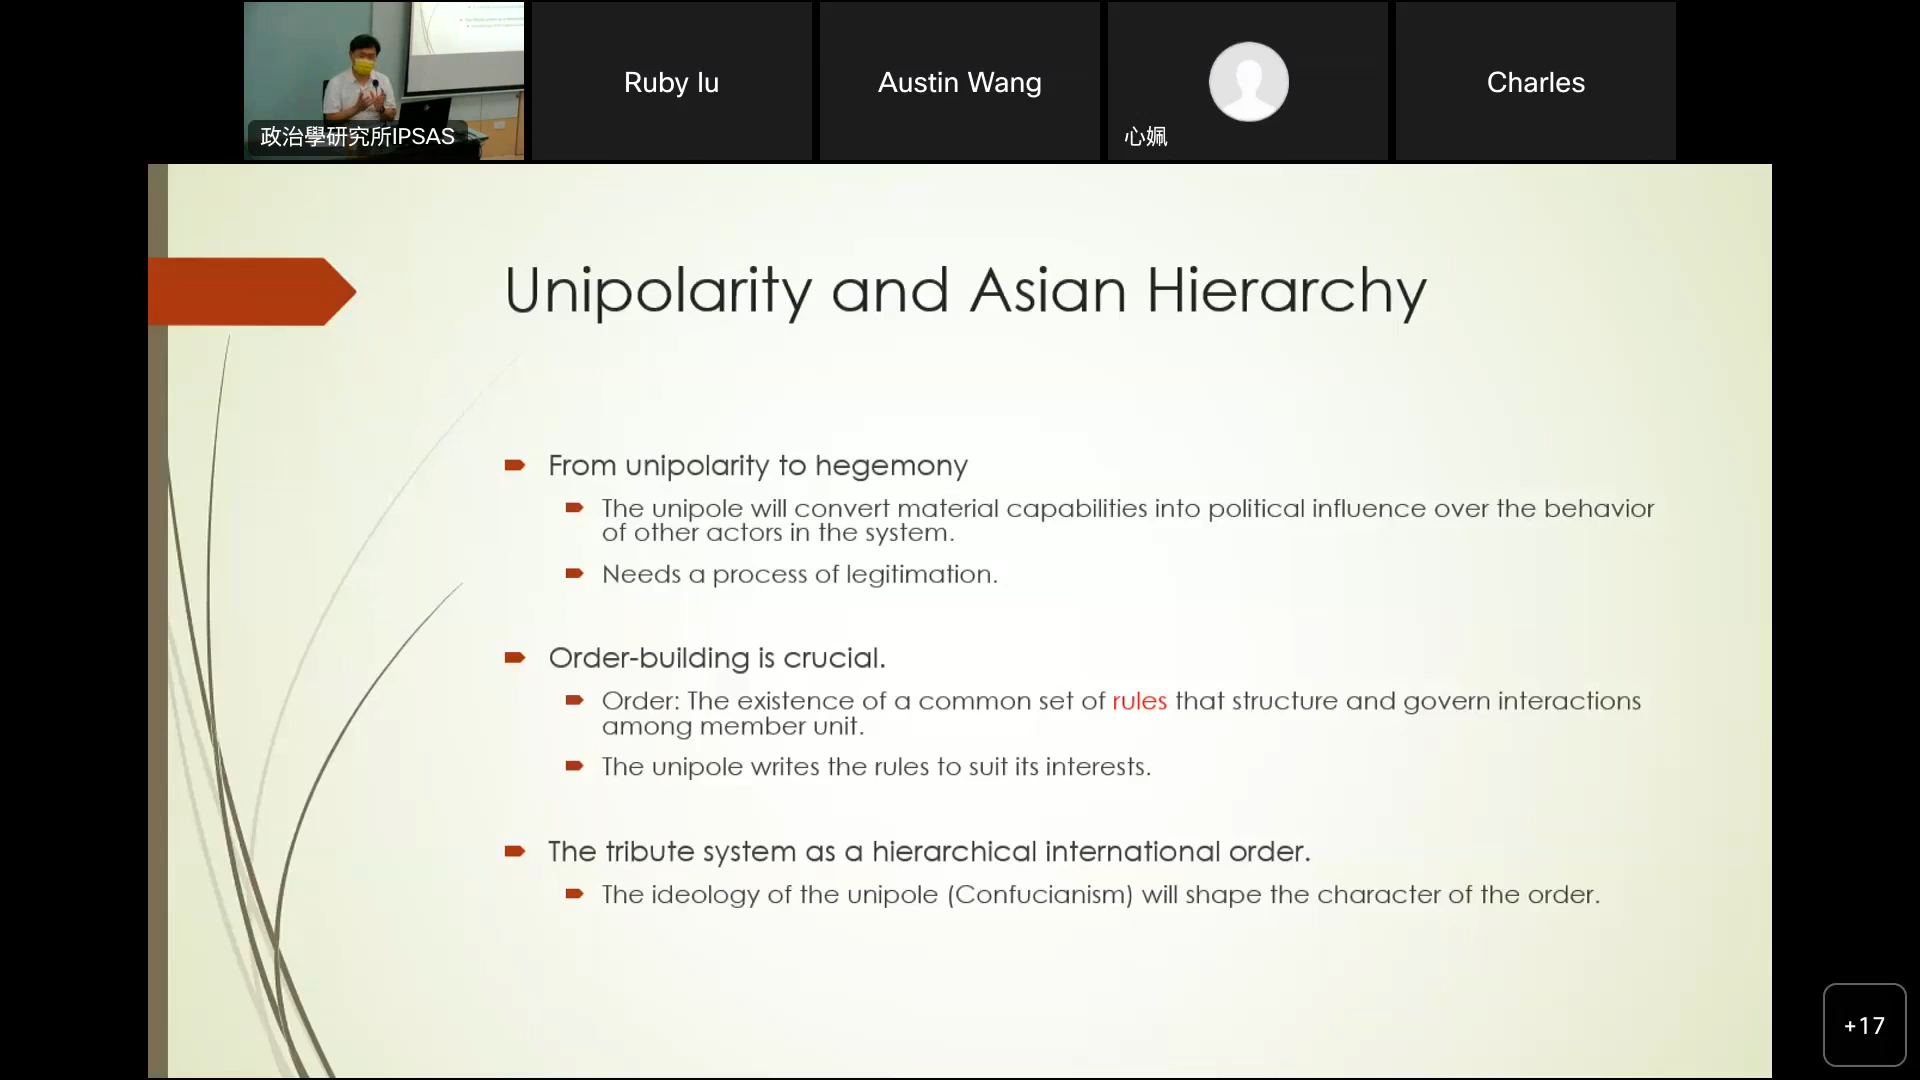 政治學研究所IPSAS
Ruby lu
Austin Wang
心姵
Charles
Unipolarity and Asian Hierarchy
From unipolarity to hegemony
The unipole will convert material capabilities into political influence over the behavior
of other actors in the system.
Needs a process of legitimation.
Order-building is crucial.
Order: The existence of a common set of rules that structure and govern interactions
among member unit.
The unipole writes the rules to suit its interests.
The tribute system as a hierarchical international order.
The ideology of the unipole (Confucianism) will shape the character of the order.
+17